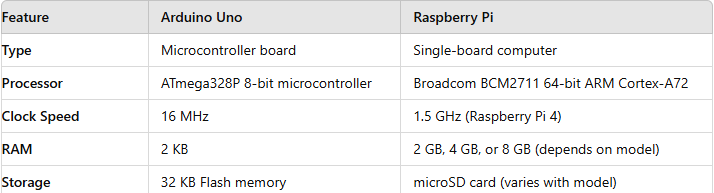 Feature Arduino Uno Raspberry Pi
Type Microcontroller board Single-board computer
Processor ATmega328P 8-bit microcontroller Broadcom BCM2711 64-bit ARM Cortex-A72
Clock Speed 16 MHz 1.5 GHz (Raspberry Pi 4)
RAM 2 KB 2 GB, 4 GB, or 8 GB (depends on model)
Storage 32 KB Flash memory microSD card (varies with model)